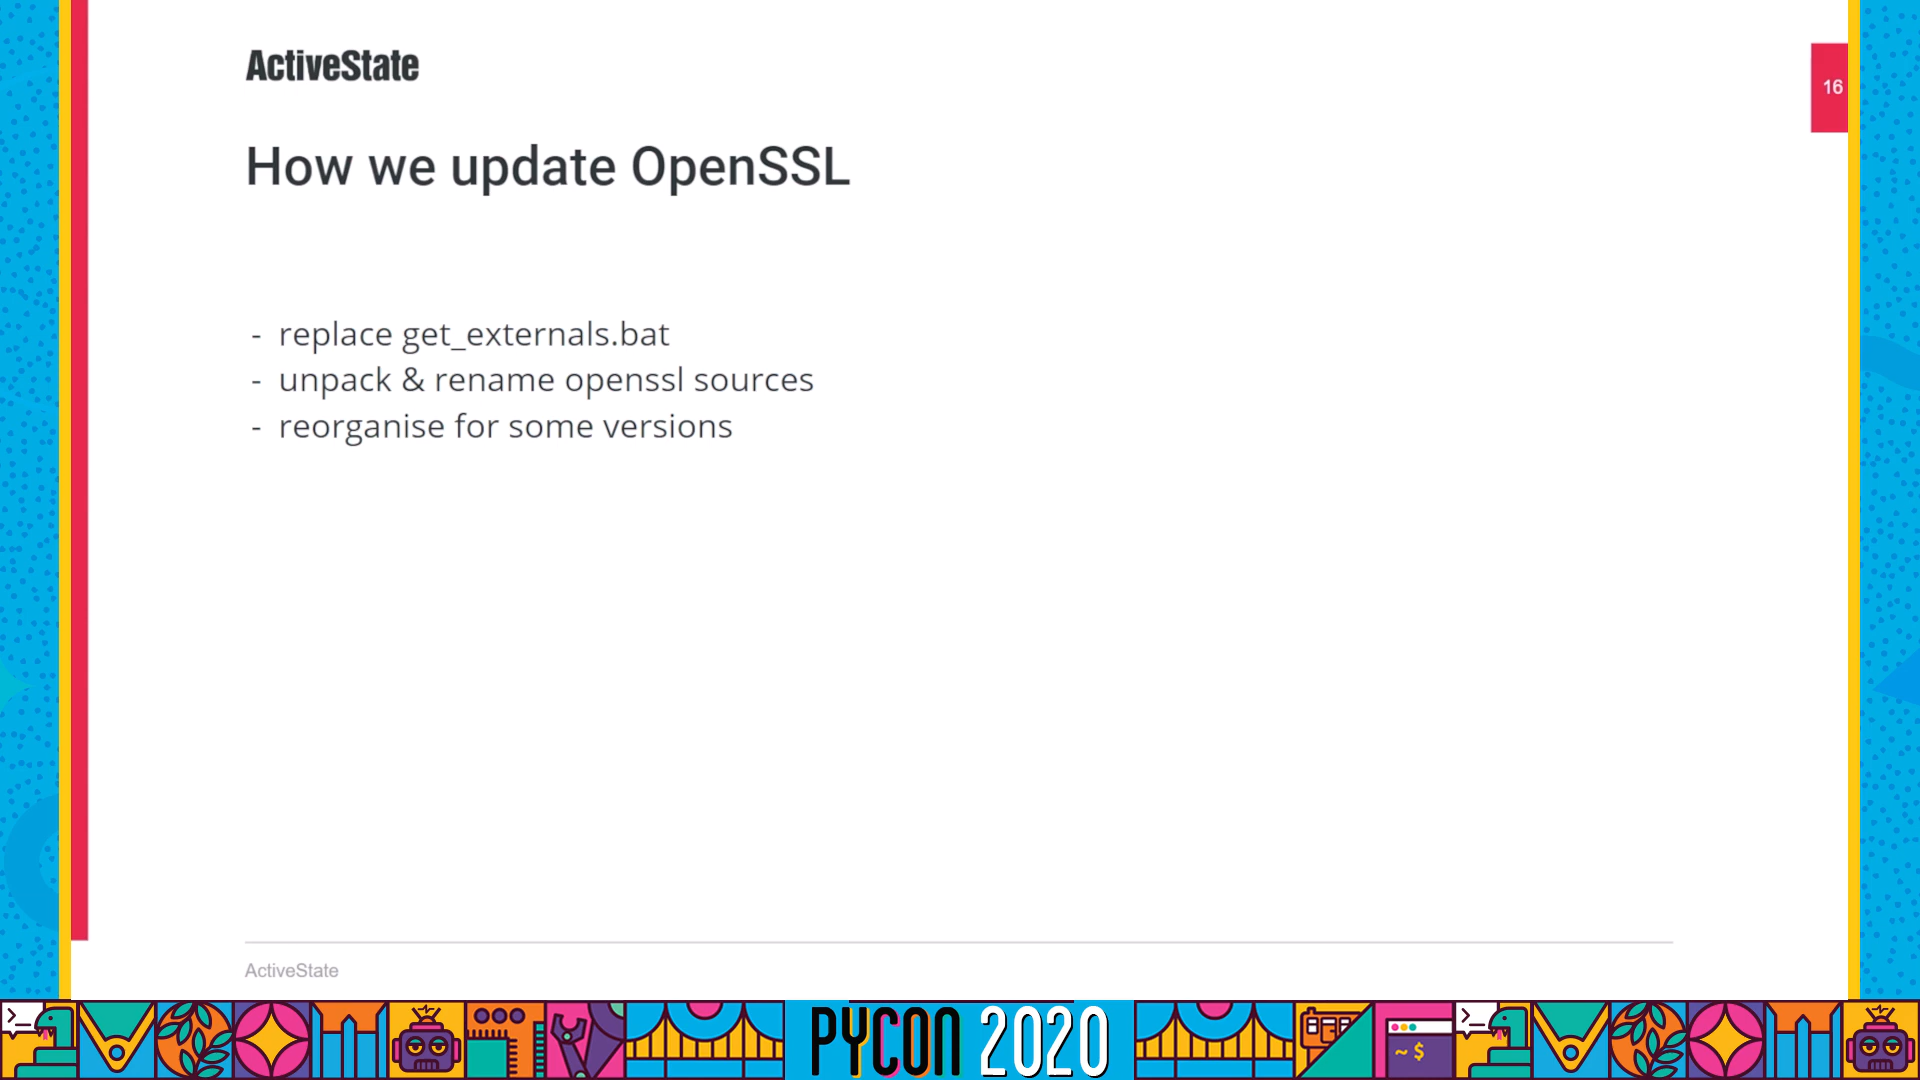 ActiveState
16
How we update OpenSSL
- replace get_externals.bat
- unpack & rename openssl sources
- reorganise for some versions
ActiveState
PYCON 2020
~ $